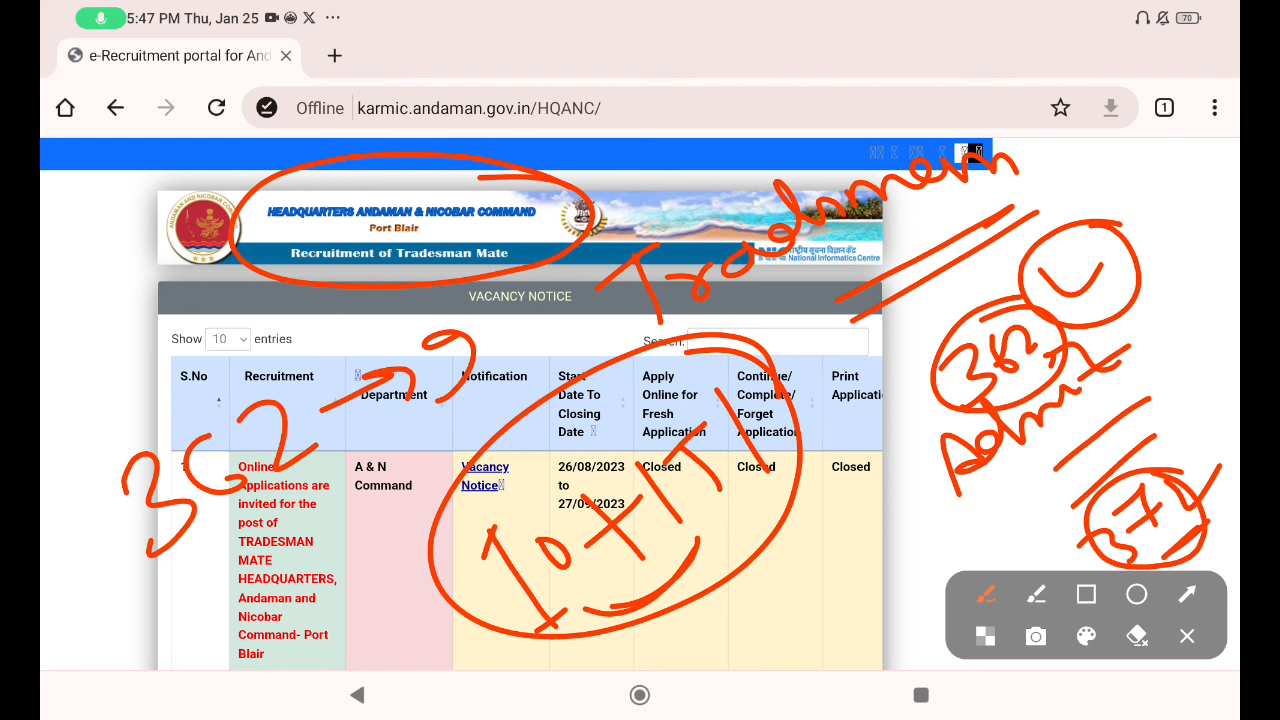 5:47 PM Thu, Jan 25
70
e-Recruitment portal for And
Offline karmic.andaman.gov.in/HQANC/
1
HEADQUARTERS ANDAMAN & NICOBAR COMMAND
Port Blair
Recruitment of Tradesman Mate
राष्ट्रीय सूचना विज्ञान केंद्र
National Informatics Centre
VACANCY NOTICE
Show 10 entries
Search:
S.No Recruitment Department Notification Start Date To Closing Date Apply Online for Fresh Application Continue/ Complete/ Forget Application Print Applicati
Online Applications are invited for the post of TRADESMAN MATE HEADQUARTERS, Andaman and Nicobar Command- Port Blair
A & N Command
Vacancy Notice
26/08/2023 to 27/09/2023
Closed
Closed
Closed
362
362
10+ITI